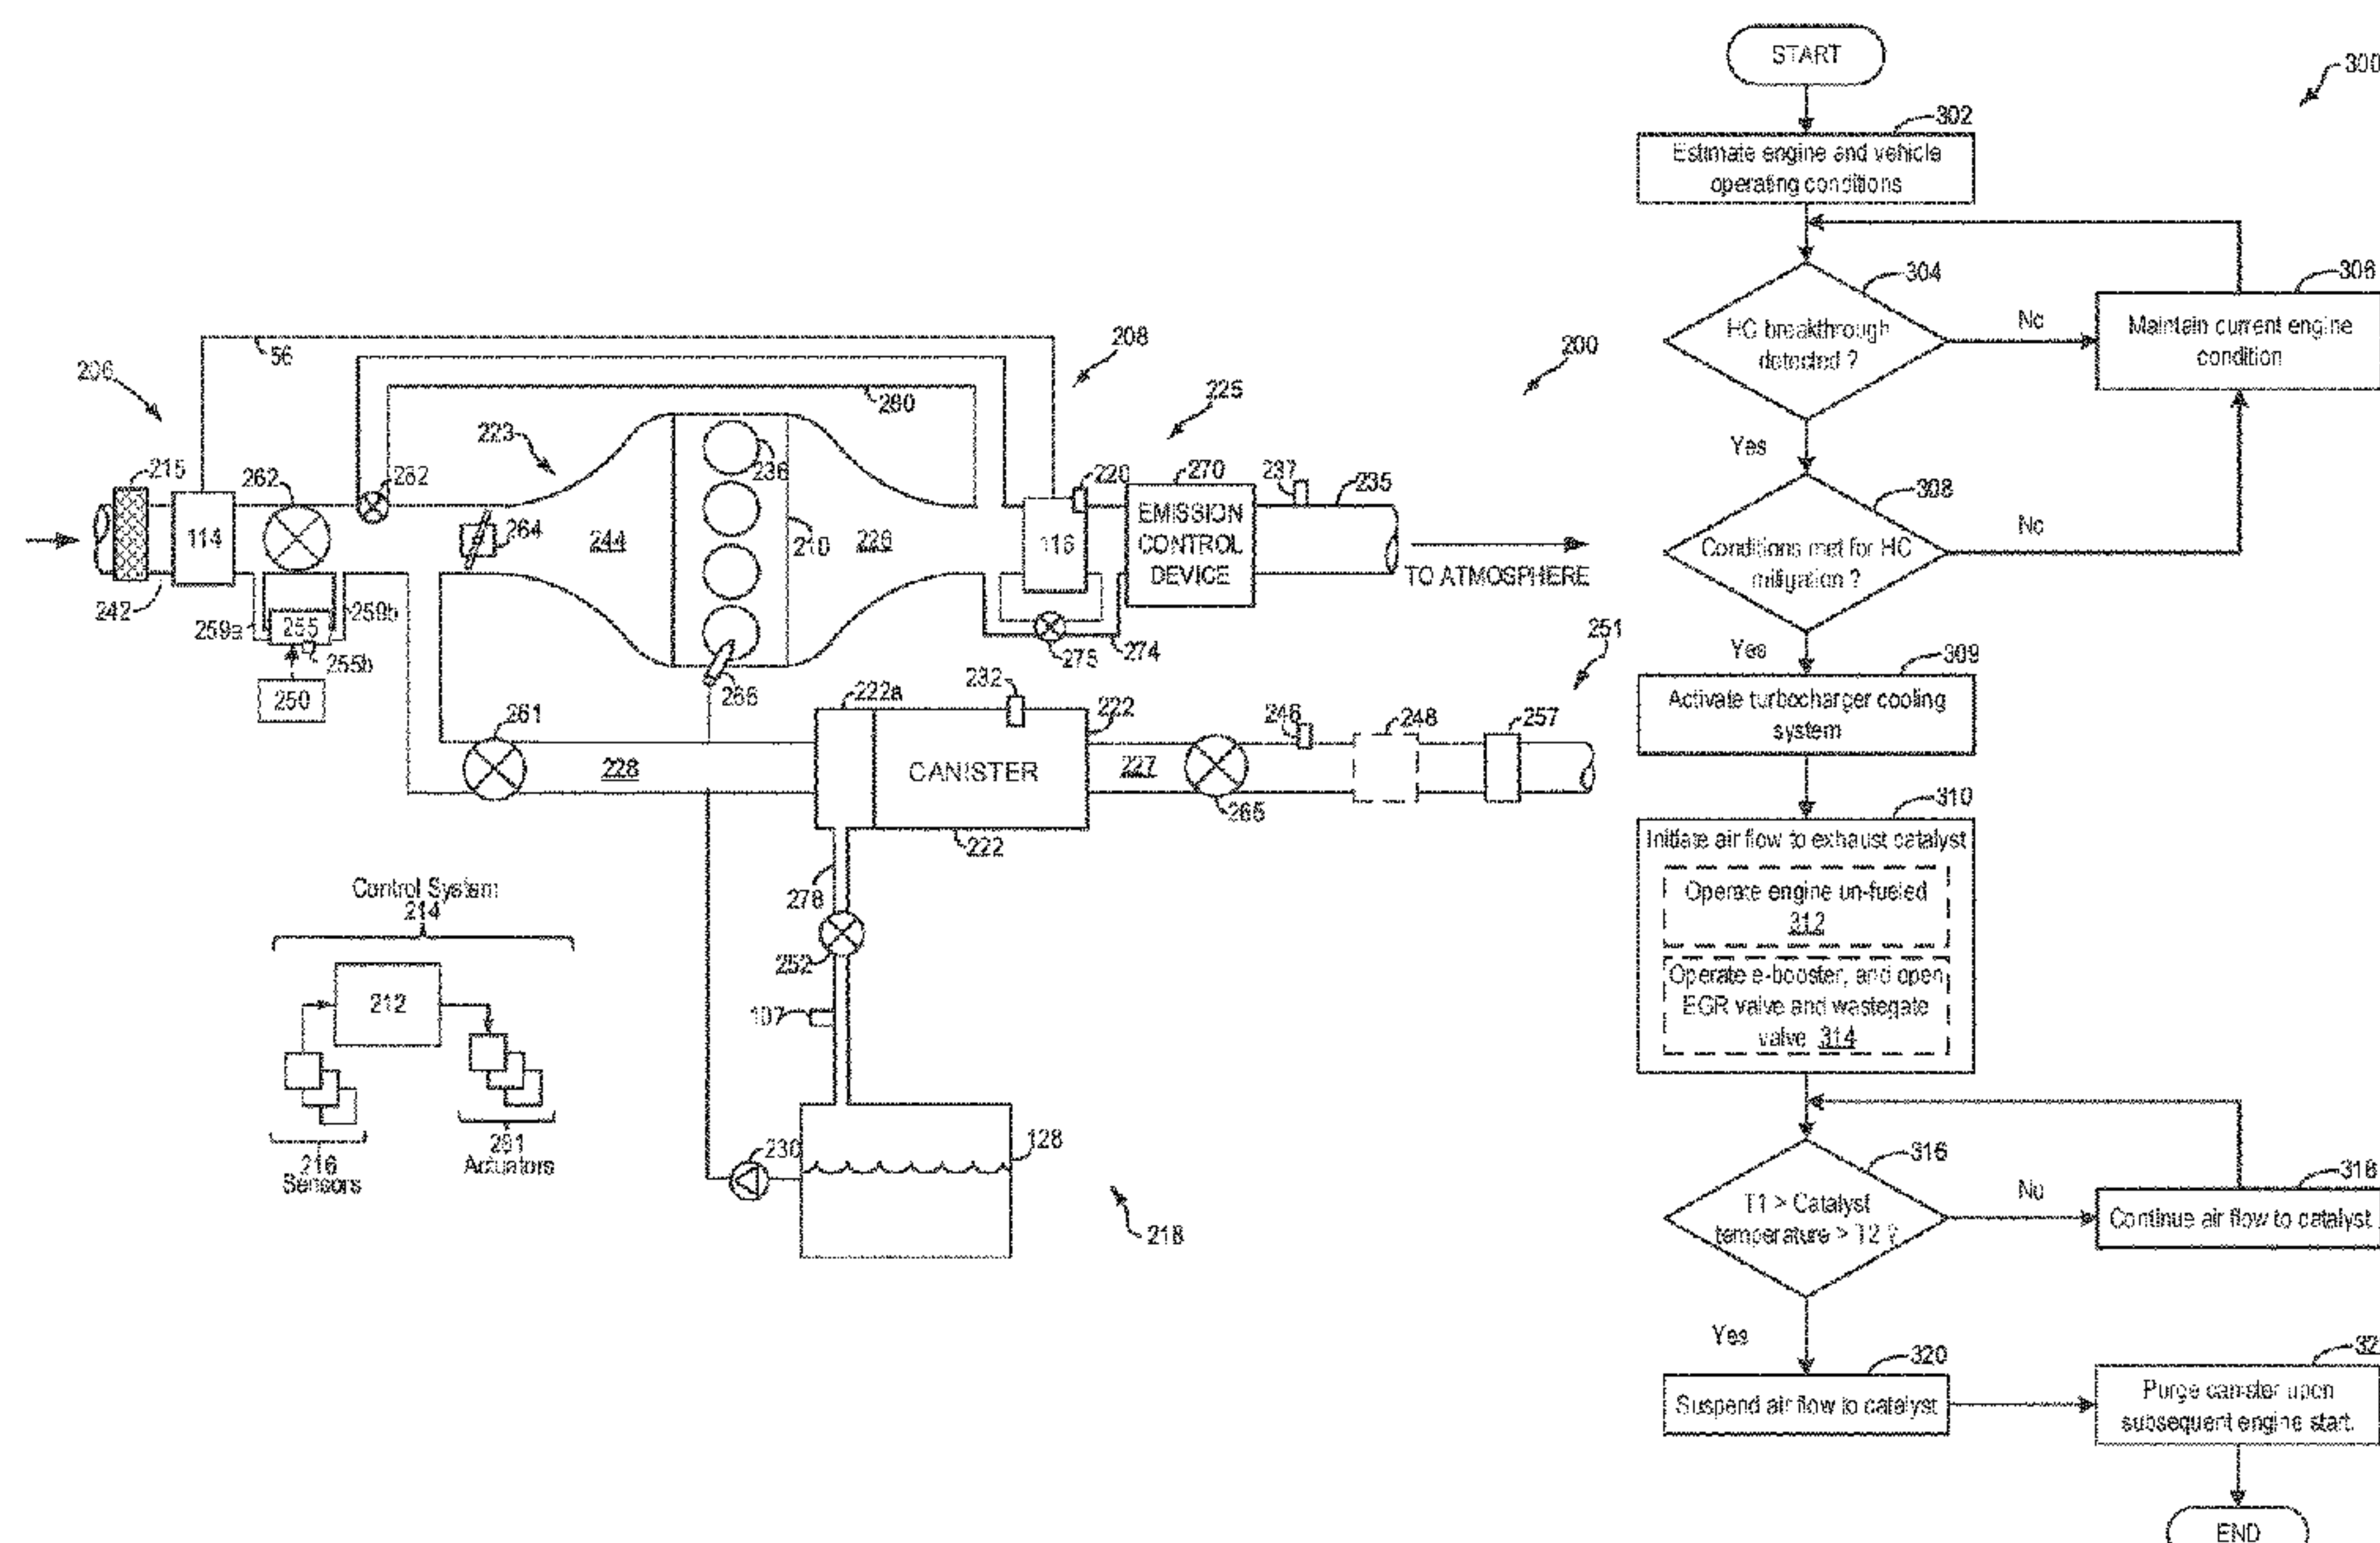 208
56
200
206
280
225
223
215
262
282
236
220
270
287
235
114
264
244
210
226
116
EMISSION
CONTROL
DEVICE
TO ATMOSPHERE
242
259a
255
259b
255b
275
274
251
250
266
222a
232
222
246
248
257
261
228
CANISTER
227
265
222
278
Control System
214
252
212
107
128
230
216
Sensors
281
Actuators
218
START
300
302
Estimate engine and vehicle
operating conditions
304
306
HC breakthrough
detected ?
No
Maintain current engine
condition
Yes
308
Conditions met for HC
mitigation ?
No
Yes
309
Activate turbocharger cooling
system
310
Initiate air flow to exhaust catalyst
Operate engine un-fueled
312
Operate e-booster, and open
EGR valve and wastegate
valve 314
316
318
T1 > Catalyst
temperature > T2 ?
No
Continue air flow to catalyst
Yes
320
Suspend air flow to catalyst
32
Purge canister upon
subsequent engine start.
END